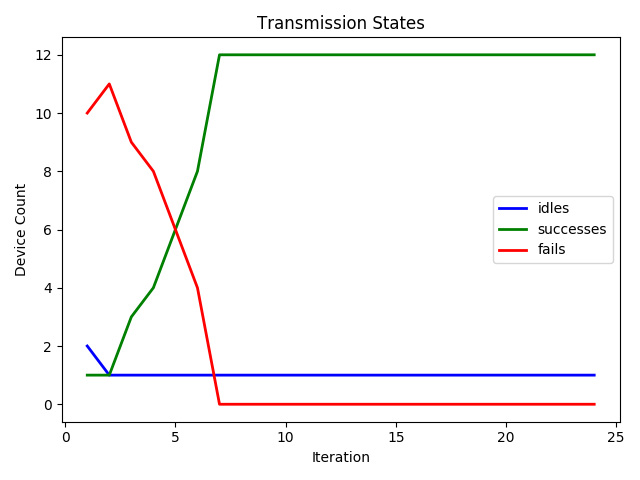 Transmission States
Device Count
12
10
8
6
4
2
0
idles
successes
fails
0 5 10 15 20 25
Iteration